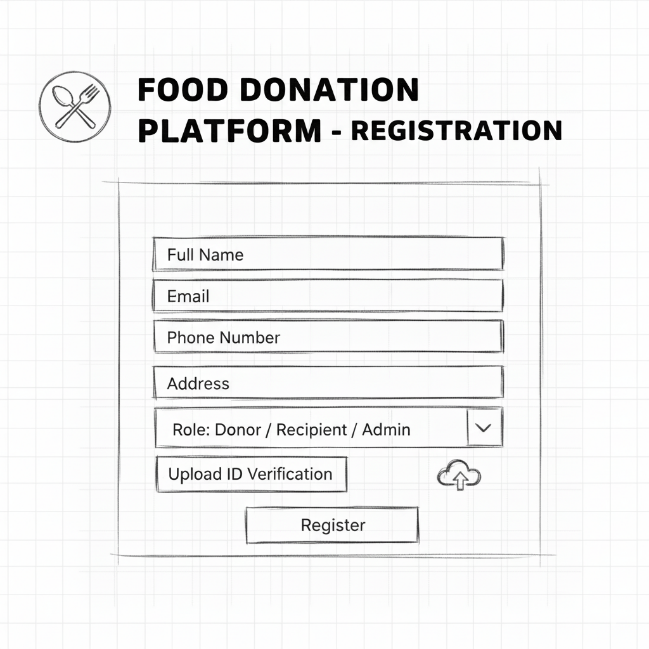 FOOD DONATION
PLATFORM - REGISTRATION
Full Name
Email
Phone Number
Address
Role: Donor / Recipient / Admin
Upload ID Verification
Register